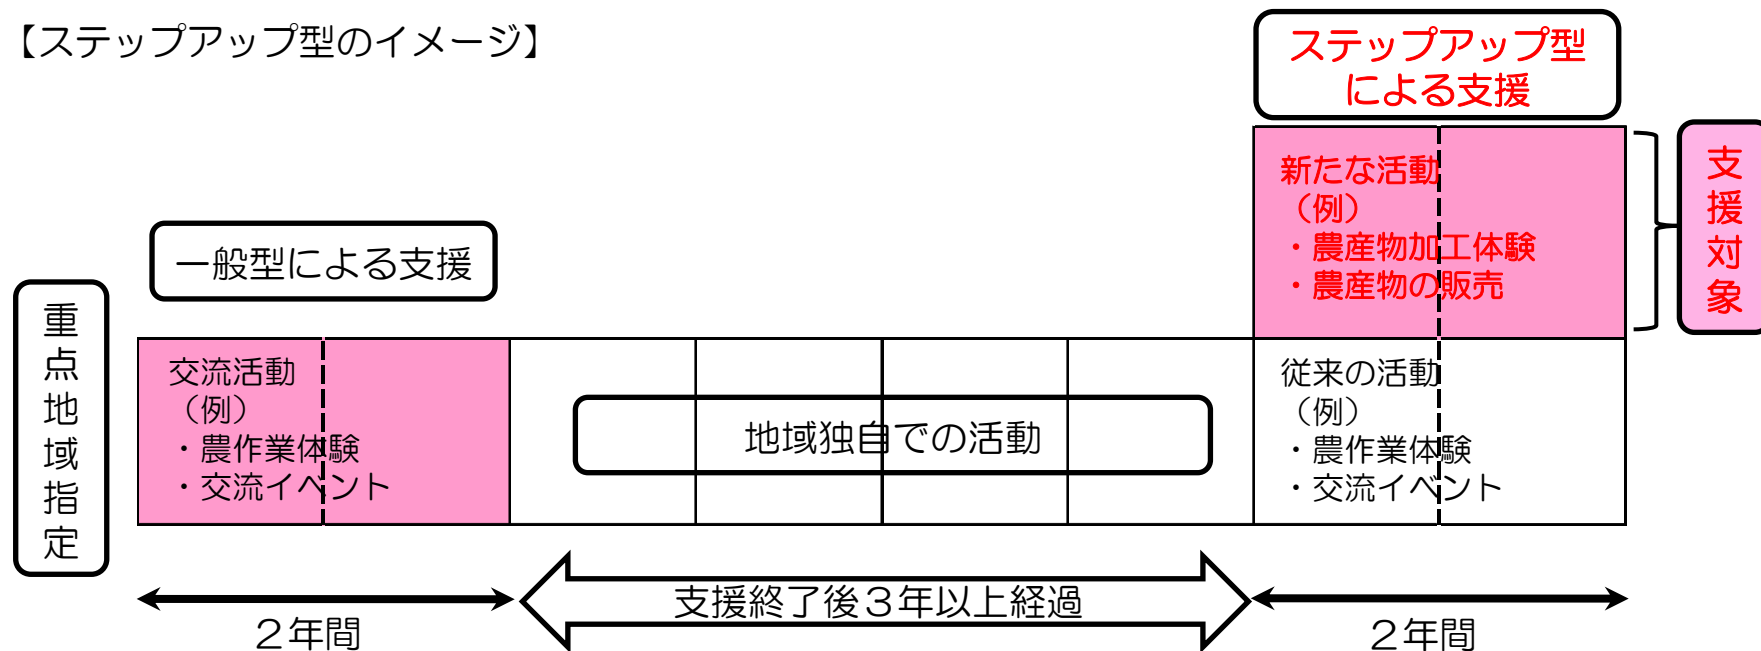 【ステップアップ型のイメージ】
ステップアップ型
による支援
新たな活動
（例）
・農産物加工体験
・農産物の販売
支援対象
一般型による支援
重点地域指定
交流活動
（例）
・農作業体験
・交流イベント
地域独自での活動
従来の活動
（例）
・農作業体験
・交流イベント
支援終了後３年以上経過
２年間
２年間